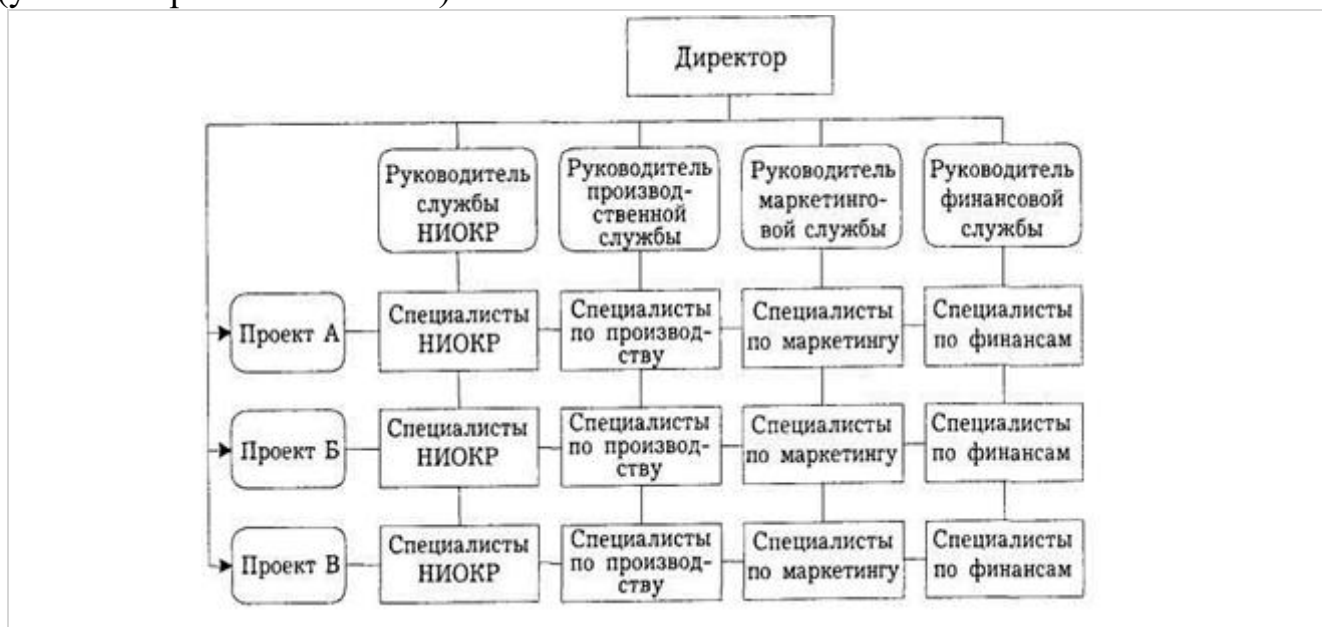 Директор
Руководитель
службы
НИОКР
Руководитель
производ-
ственной
службы
Руководитель
маркетинго-
вой службы
Руководитель
финансовой
службы
Проект А
Специалисты
НИОКР
Специалисты
по производ-
ству
Специалисты
по маркетингу
Специалисты
по финансам
Проект Б
Специалисты
НИОКР
Специалисты
по производ-
ству
Специалисты
по маркетингу
Специалисты
по финансам
Проект В
Специалисты
НИОКР
Специалисты
по производ-
ству
Специалисты
по маркетингу
Специалисты
по финансам